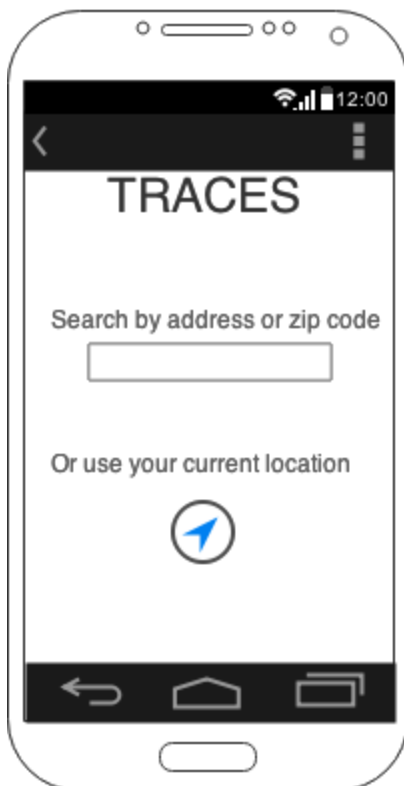 12:00
TRACES
Search by address or zip code
Or use your current location